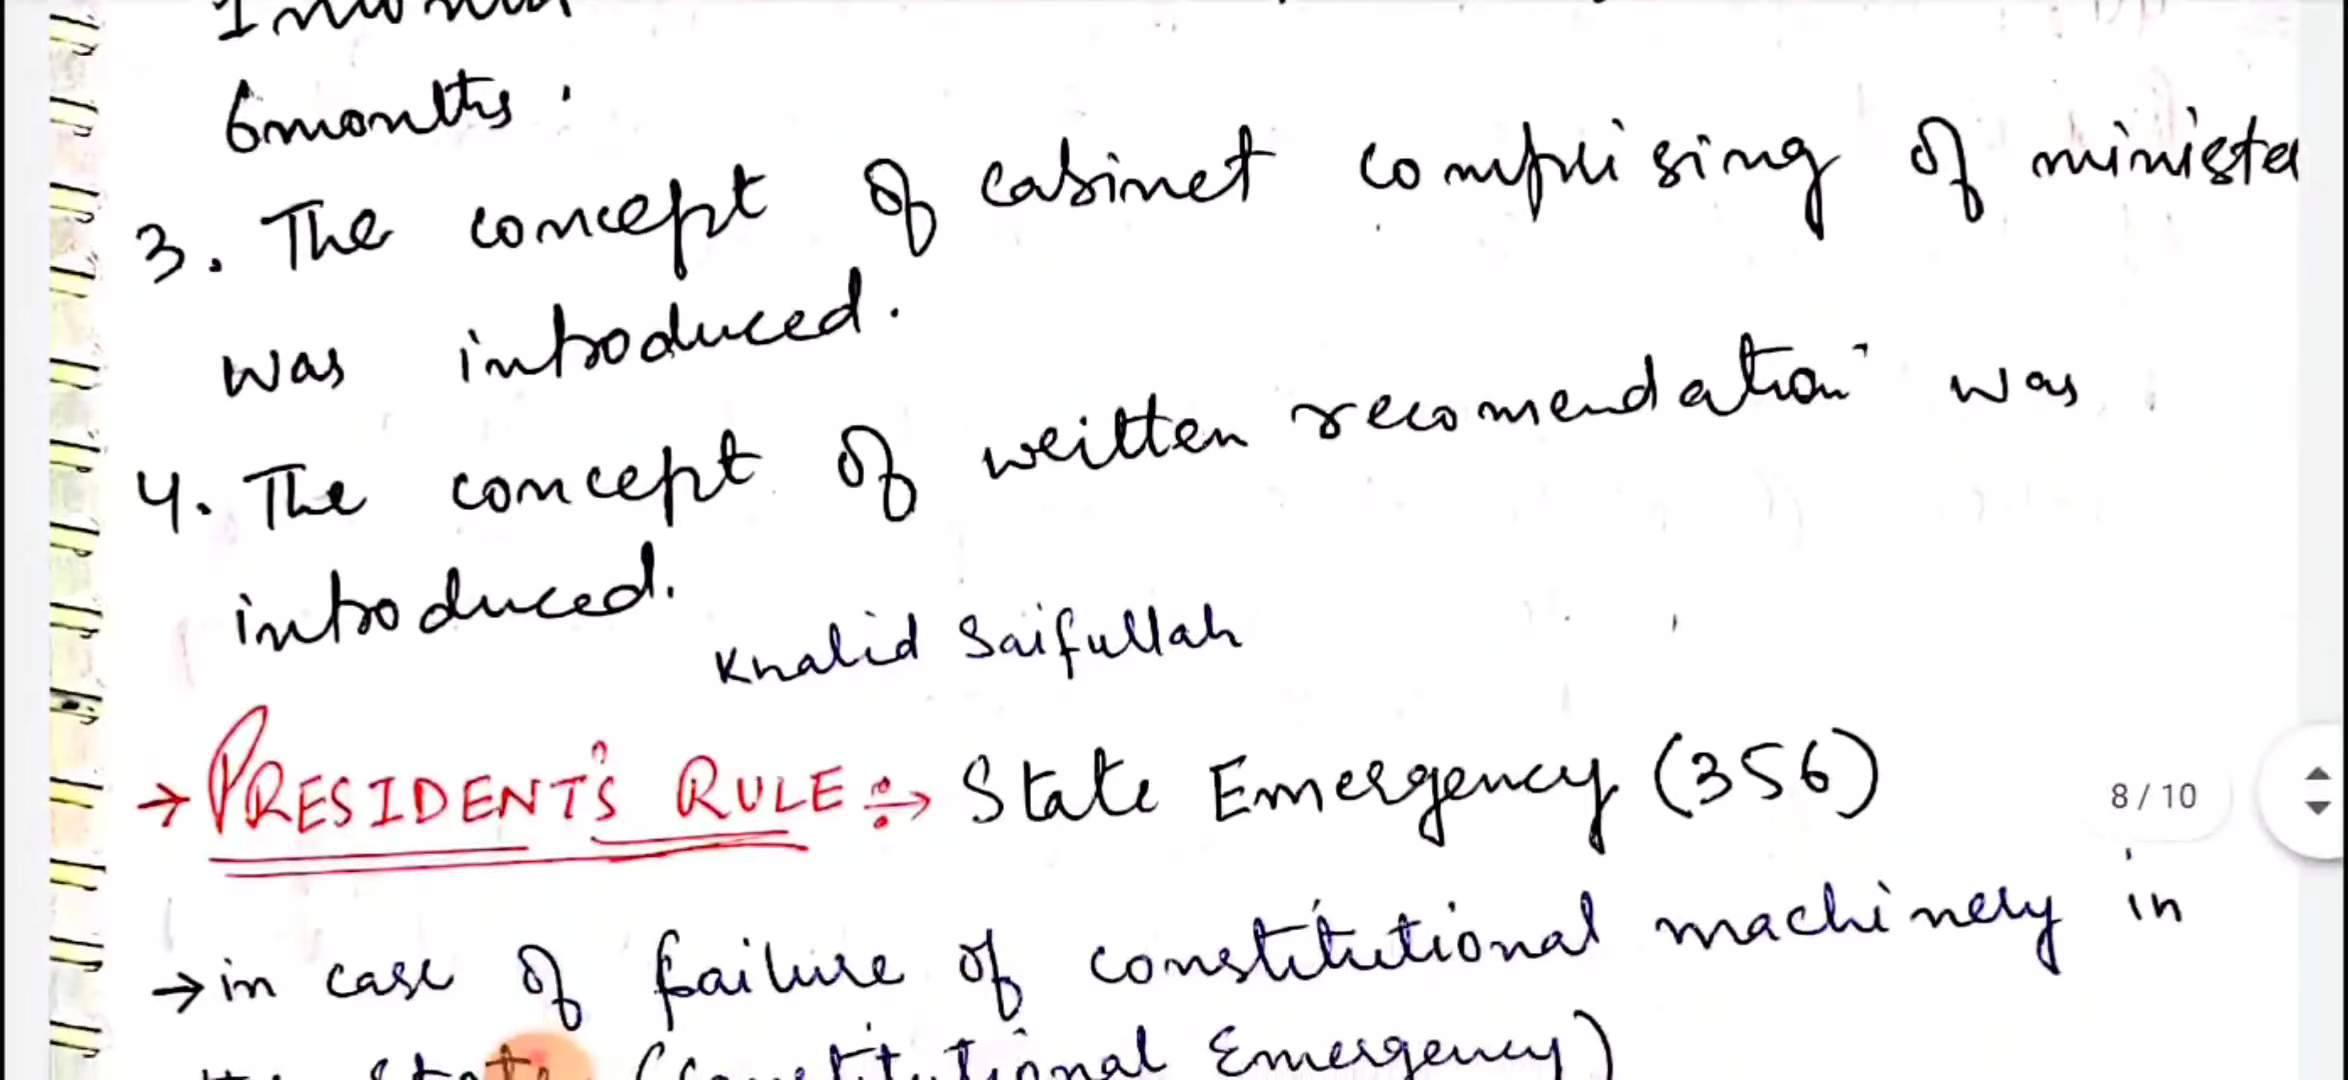 6months.
3. The concept of cabinet comprising of minister
was introduced.
4. The concept of written recomendation was
introduced.
Khalid Saifullah
→ PRESIDENT'S RULE :→ State Emergency (356)
8 / 10
→ in case of failure of constitutional machinery in
the state (Constitutional Emergency)